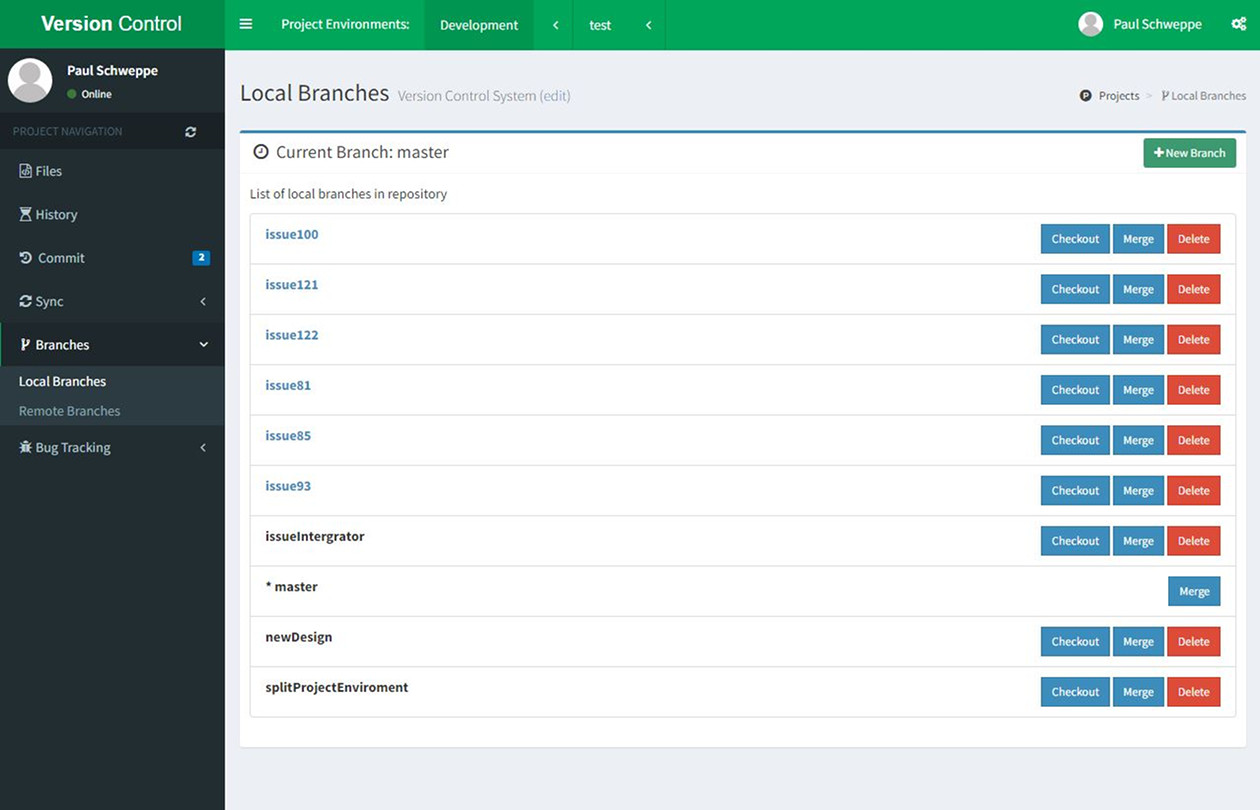 Version Control
Project Environments:
Development
test
Paul Schweppe
Paul Schweppe
Online
PROJECT NAVIGATION
Files
History
Commit 2
Sync
Branches
Local Branches
Remote Branches
Bug Tracking
Local Branches Version Control System (edit)
Projects > Local Branches
Current Branch: master
+New Branch
List of local branches in repository
issue100 Checkout Merge Delete
issue121 Checkout Merge Delete
issue122 Checkout Merge Delete
issue81 Checkout Merge Delete
issue85 Checkout Merge Delete
issue93 Checkout Merge Delete
issueIntergrator Checkout Merge Delete
* master Merge
newDesign Checkout Merge Delete
splitProjectEnviroment Checkout Merge Delete